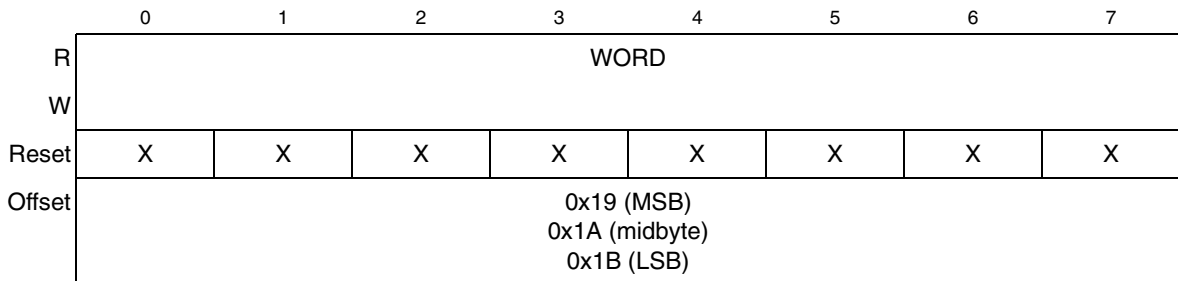 0 1 2 3 4 5 6 7
R WORD
W
Reset X X X X X X X X
Offset 0x19 (MSB)
0x1A (midbyte)
0x1B (LSB)